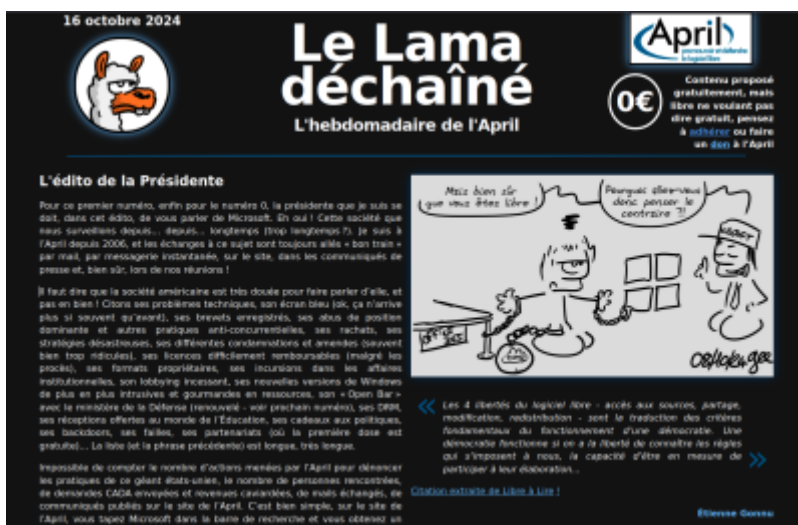 16 octobre 2024
Le Lama
déchaîné
L'hebdomadaire de l'April
April
promouvoir et défendre
le logiciel libre
0€
Contenu proposé
gratuitement, mais
libre ne voulant pas
dire gratuit, pensez
à adhérer ou faire
un don à l'April
L'édito de la Présidente
Pour ce premier numéro, enfin pour le numéro 0, la présidente que je suis se
doit, dans cet édito, de vous parler de Microsoft. Eh oui ! Cette société que
nous surveillons depuis... depuis... longtemps (trop longtemps ?). Je suis à
l'April depuis 2006, et les échanges à ce sujet sont toujours allés « bon train »
par mail, par messagerie instantanée, sur le site, dans les communiqués de
presse et, bien sûr, lors de nos réunions !
Il faut dire que la société américaine est très douée pour faire parler d'elle, et
pas en bien ! Citons ses problèmes techniques, son écran bleu (ok, ça n'arrive
plus si souvent qu'avant), ses brevets enregistrés, ses abus de position
dominante et autres pratiques anti-concurrentielles, ses rachats, ses
stratégies désastreuses, ses différentes condamnations et amendes (souvent
bien trop ridicules), ses licences difficilement remboursables (malgré les
procès), ses formats propriétaires, ses incursions dans les affaires
institutionnelles, son lobbying incessant, ses nouvelles versions de Windows
de plus en plus intrusives et gourmandes en ressources, son « Open Bar »
avec le ministère de la Défense (renouvelé - voir prochain numéro), ses DRM,
ses réceptions offertes au monde de l'Éducation, ses cadeaux aux politiques,
ses backdoors, ses failles, ses partenariats (où la première dose est
gratuite)... La liste (et la phrase précédente) est longue, très longue.
Impossible de compter le nombre d'actions menées par l'April pour dénoncer
les pratiques de ce géant états-unien, le nombre de personnes rencontrées,
de demandes CADA envoyées et revenues caviardées, de mails échangés, de
communiqués publiés sur le site de l'April. C'est bien simple, sur le site de
l'April, vous tapez Microsoft dans la barre de recherche et vous obtenez un
Mais bien sûr
que vous êtes libre !
Pourquoi allez-vous
donc penser le
contraire ?!
office
365
« Les 4 libertés du logiciel libre - accès aux sources, partage,
modification, redistribution - sont la traduction des critères
fondamentaux du fonctionnement d'une démocratie. Une
démocratie fonctionne si on a la liberté de connaître les règles
qui s'imposent à nous, la capacité d'être en mesure de
participer à leur élaboration... »
Citation extraite de Libre à Lire !
Étienne Gonnu